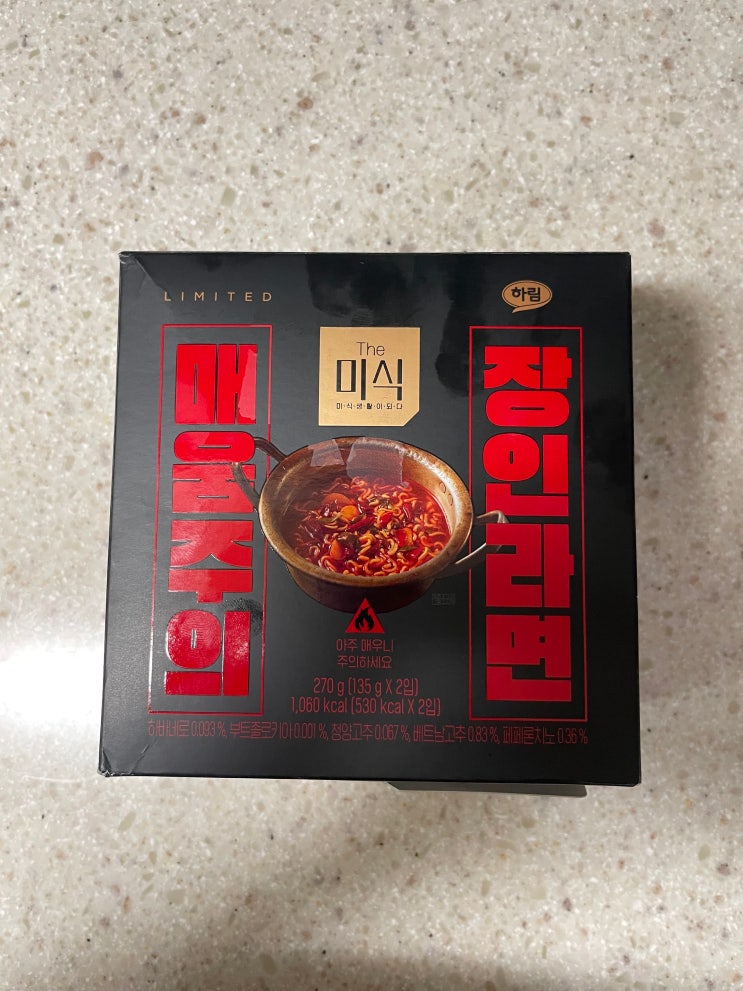 LIMITED
하림
The
미식
미·식·생·활·이·되·다
매움주의
장인라면
아주 매우니
주의하세요
270 g (135 g X 2입)
1,060 kcal (530 kcal X 2입)
하바네로 0.093 %, 부트졸로키아 0.001 %, 청양고추 0.067 %, 베트남고추 0.83 %, 페페론치노 0.36 %